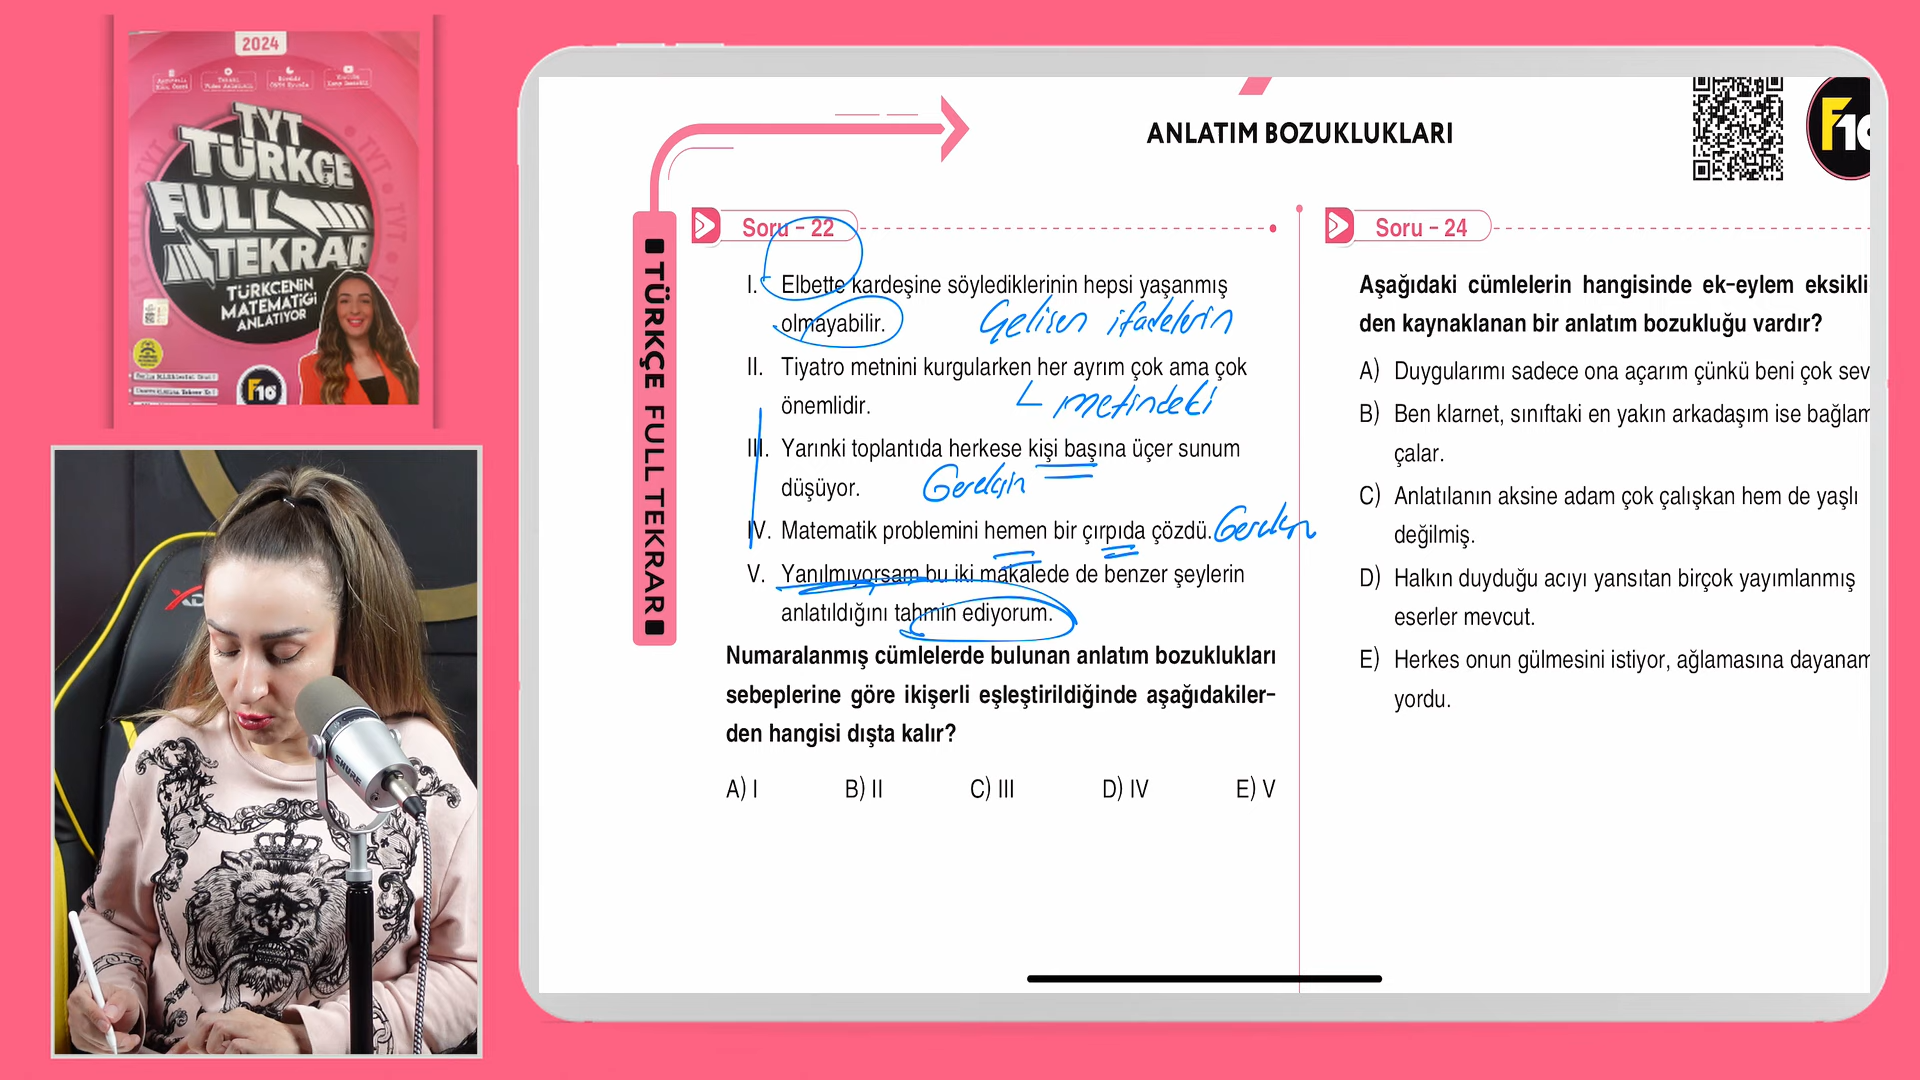 2024
TYT
TÜRKÇE
FULL
TEKRAR
TÜRKÇENİN
MATEMATİĞİ
ANLATIYOR
F10
TÜRKÇE FULL TEKRAR
ANLATIM BOZUKLUKLARI
Soru - 22
I. Elbette kardeşine söylediklerinin hepsi yaşanmış
olmayabilir.
Çelişen ifadelerin
II. Tiyatro metnini kurgularken her ayrım çok ama çok
önemlidir.
metindeki
III. Yarınki toplantıda herkese kişi başına üçer sunum
düşüyor.
Gereksiz
IV. Matematik problemini hemen bir çırpıda çözdü.
V. Yanılmıyorsam bu iki makalede de benzer şeylerin
anlatıldığını tahmin ediyorum.
Numaralanmış cümlelerde bulunan anlatım bozuklukları
sebeplerine göre ikişerli eşleştirildiğinde aşağıdakiler-
den hangisi dışta kalır?
A) I B) II C) III D) IV E) V
Soru - 24
Aşağıdaki cümlelerin hangisinde ek-eylem eksikli
den kaynaklanan bir anlatım bozukluğu vardır?
A) Duygularımı sadece ona açarım çünkü beni çok sev
B) Ben klarnet, sınıftaki en yakın arkadaşım ise bağlam
çalar.
C) Anlatılanın aksine adam çok çalışkan hem de yaşlı
değilmiş.
D) Halkın duyduğu acıyı yansıtan birçok yayımlanmış
eserler mevcut.
E) Herkes onun gülmesini istiyor, ağlamasına dayanam
yordu.
SHURE